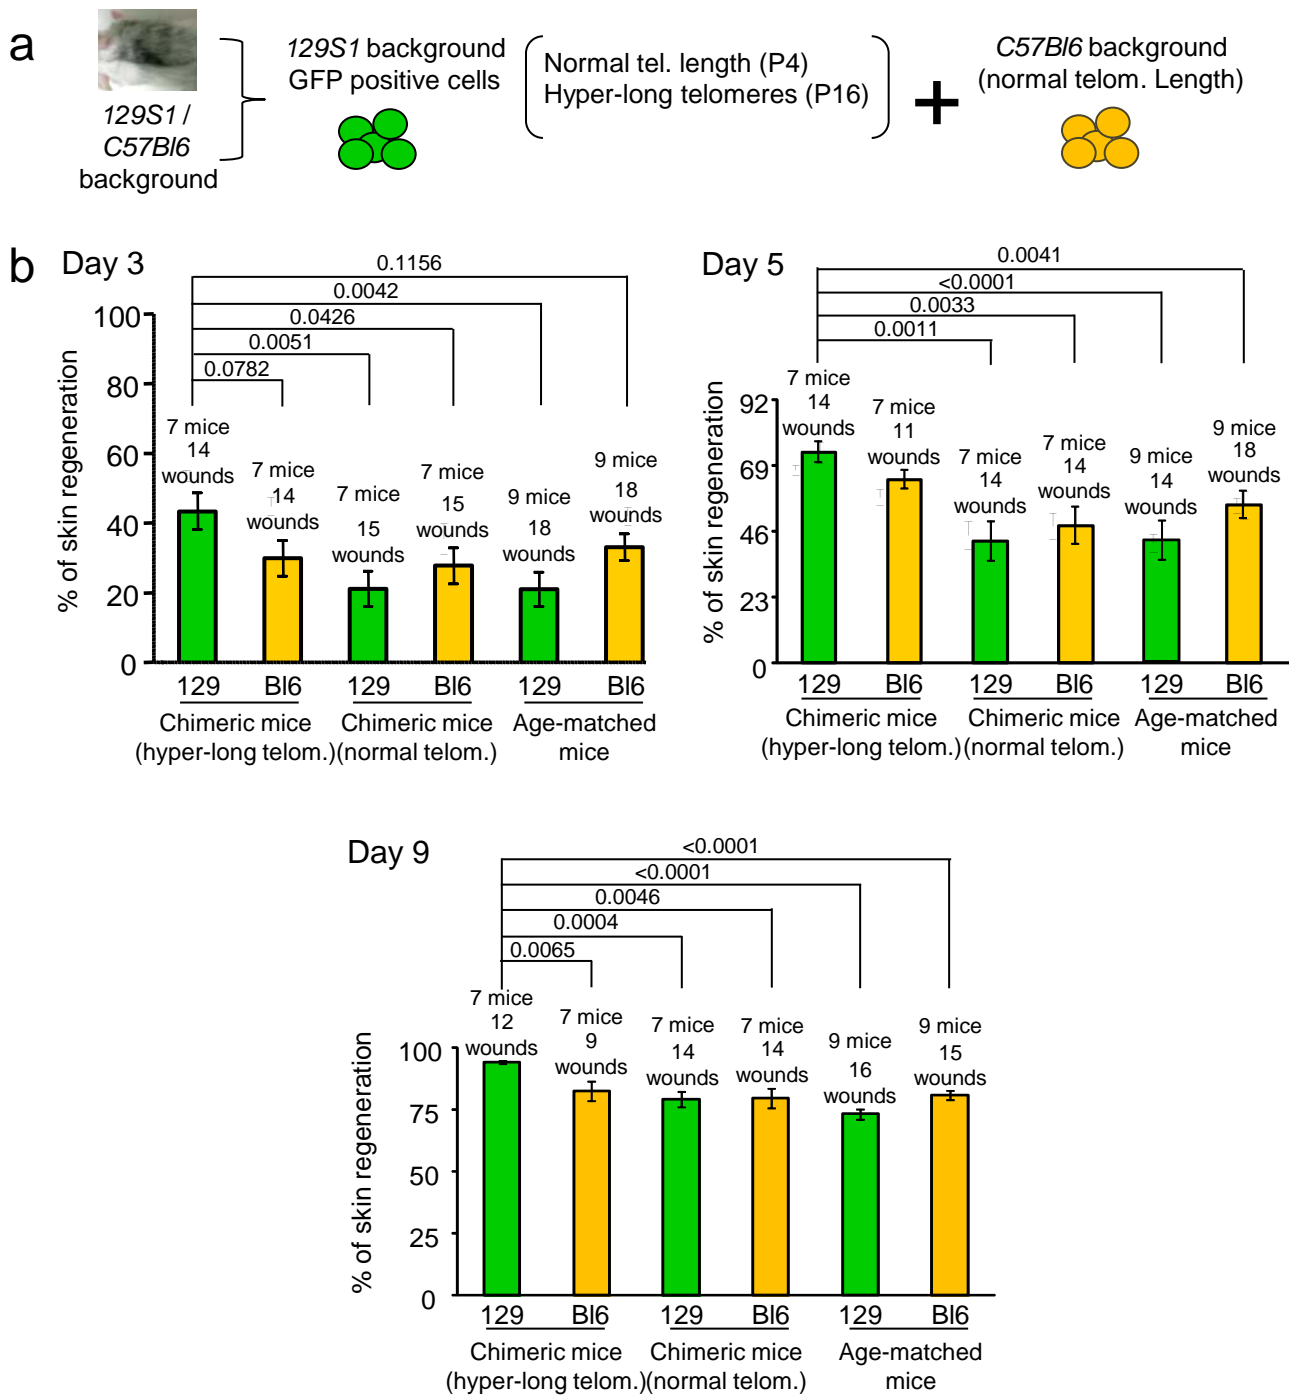 a
129S1 /
C57Bl6
background
129S1 background
GFP positive cells
Normal tel. length (P4)
Hyper-long telomeres (P16)
+
C57Bl6 background
(normal telom. Length)
b
Day 3
0.1156
0.0042
0.0426
0.0051
0.0782
% of skin regeneration
100
80
60
40
20
0
7 mice
14
wounds
7 mice
14
wounds
7 mice
15
wounds
7 mice
15
wounds
9 mice
18
wounds
9 mice
18
wounds
129 Bl6 129 Bl6 129 Bl6
Chimeric mice
(hyper-long telom.)
Chimeric mice
(normal telom.)
Age-matched
mice
Day 5
0.0041
<0.0001
0.0033
0.0011
% of skin regeneration
92
69
46
23
0
7 mice
14
wounds
7 mice
11
wounds
7 mice
14
wounds
7 mice
14
wounds
9 mice
14
wounds
9 mice
18
wounds
129 Bl6 129 Bl6 129 Bl6
Chimeric mice
(hyper-long telom.)
Chimeric mice
(normal telom.)
Age-matched
mice
Day 9
<0.0001
<0.0001
0.0046
0.0004
0.0065
% of skin regeneration
100
75
50
25
0
7 mice
12
wounds
7 mice
9
wounds
7 mice
14
wounds
7 mice
14
wounds
9 mice
16
wounds
9 mice
15
wounds
129 Bl6 129 Bl6 129 Bl6
Chimeric mice
(hyper-long telom.)
Chimeric mice
(normal telom.)
Age-matched
mice